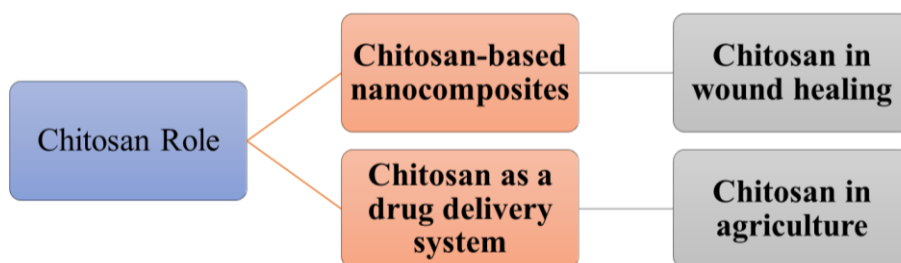 Chitosan Role
Chitosan-based
nanocomposites
Chitosan in
wound healing
Chitosan as a
drug delivery
system
Chitosan in
agriculture